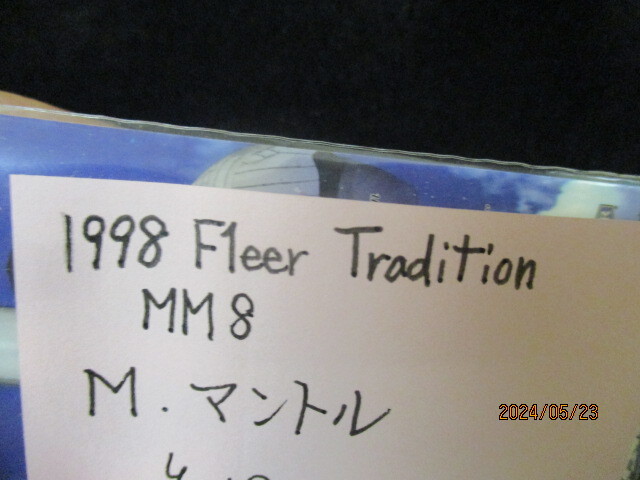 1998 Fleer Tradition
MM8
M. マントル
2024/05/23